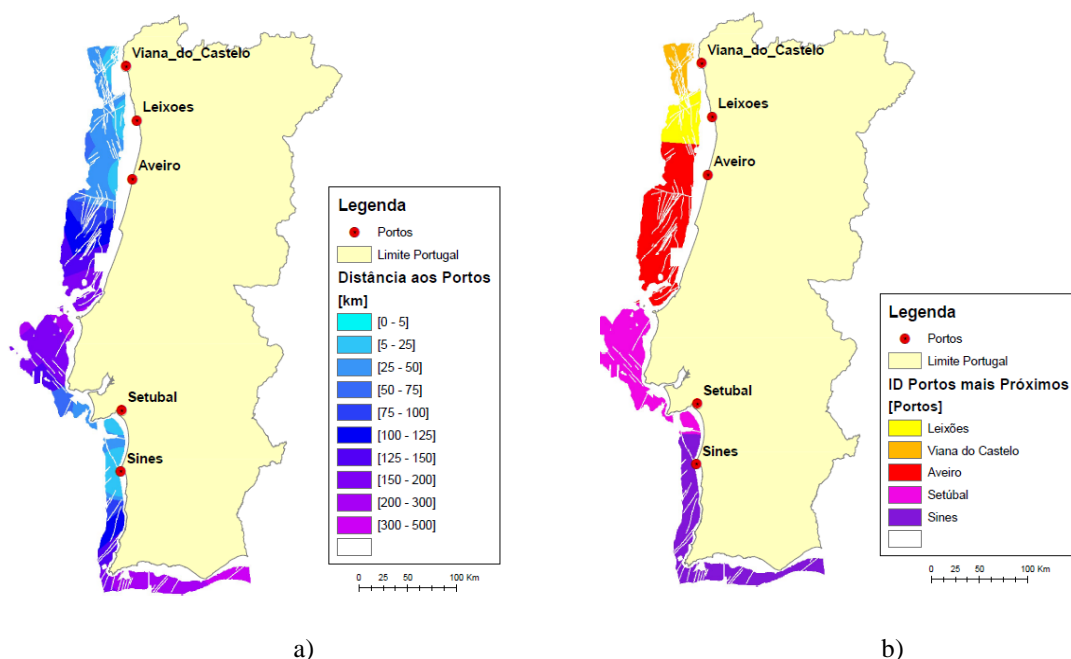 Viana_do_Castelo
Leixoes
Aveiro
Setubal
Sines
Legenda
Portos
Limite Portugal
Distância aos Portos
[km]
[0 - 5]
[5 - 25]
[25 - 50]
[50 - 75]
[75 - 100]
[100 - 125]
[125 - 150]
[150 - 200]
[200 - 300]
[300 - 500]
0 25 50 100 Km
a)
Viana_do_Castelo
Leixoes
Aveiro
Setubal
Sines
Legenda
Portos
Limite Portugal
ID Portos mais Próximos
[Portos]
Leixões
Viana do Castelo
Aveiro
Setúbal
Sines
0 25 50 100 Km
b)